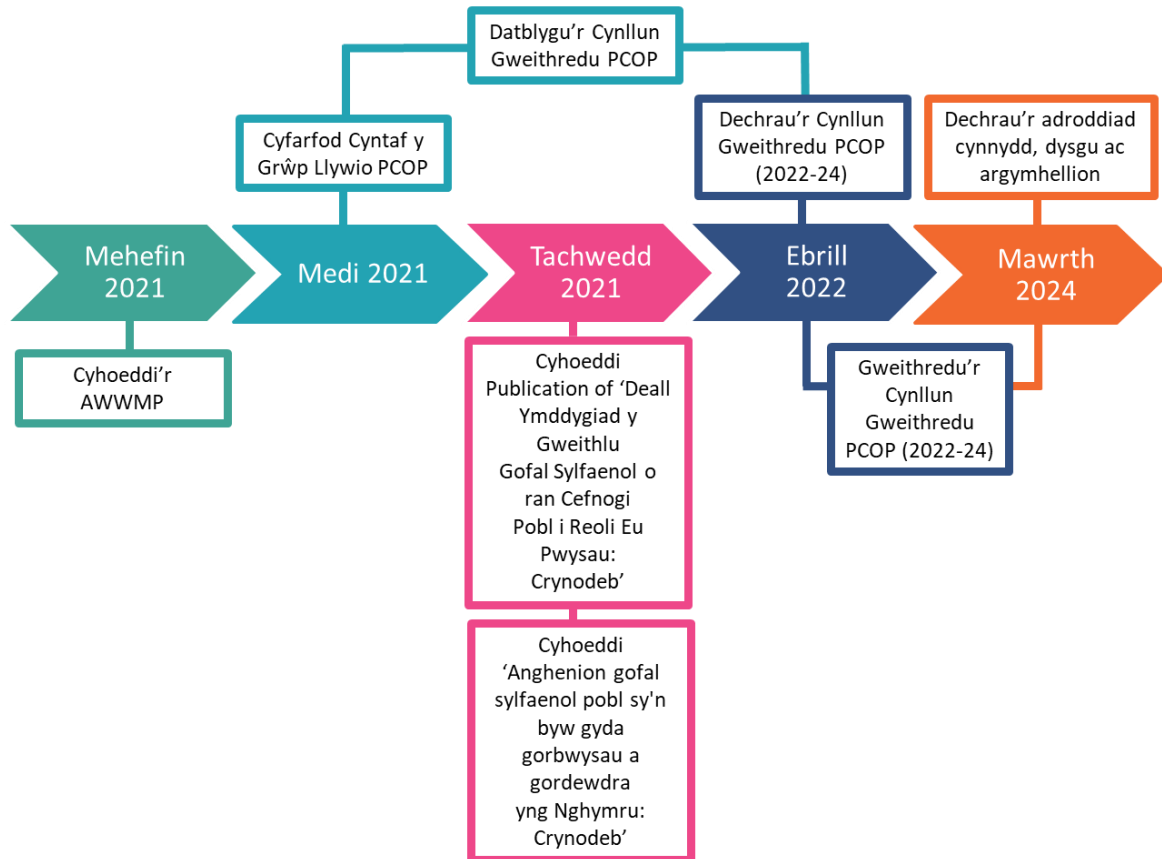 Datblygu’r Cynllun
Gweithredu PCOP
Cyfarfod Cyntaf y
Grŵp Llywio PCOP
Dechrau’r Cynllun
Gweithredu PCOP
(2022-24)
Dechrau’r adroddiad
cynnydd, dysgu ac
argymhellion
Mehefin
2021
Medi 2021
Tachwedd
2021
Ebrill
2022
Mawrth
2024
Cyhoeddi’r
AWWMP
Cyhoeddi
Publication of ‘Deall
Ymddygiad y
Gweithlu
Gofal Sylfaenol o
ran Cefnogi
Pobl i Reoli Eu
Pwysau:
Crynodeb’
Gweithredu’r
Cynllun
Gweithredu
PCOP (2022-24)
Cyhoeddi
‘Anghenion gofal
sylfaenol pobl sy'n
byw gyda
gorbwysau a
gordewdra
yng Nghymru:
Crynodeb’